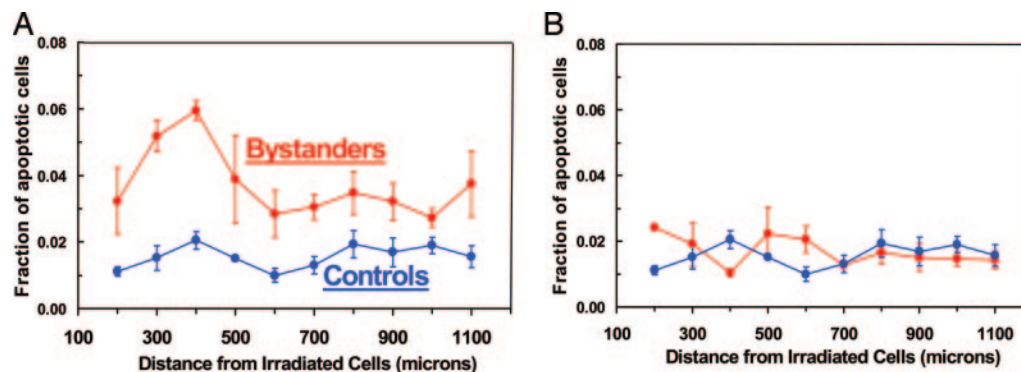 A
Fraction of apoptotic cells
0.08
0.06
0.04
0.02
0.00
Bystanders
Controls
100 300 500 700 900 1100
Distance from Irradiated Cells (microns)
B
Fraction of apoptotic cells
0.08
0.06
0.04
0.02
0.00
100 300 500 700 900 1100
Distance from Irradiated Cells (microns)